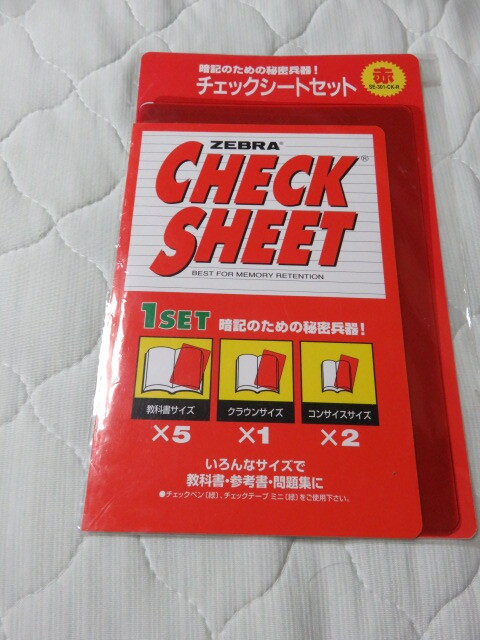 暗記のための秘密兵器!
チェックシートセット
赤
SE-301-CA-R
ZEBRA®
CHECK®
SHEET
BEST FOR MEMORY RETENTION
1SET 暗記のための秘密兵器!
教科書サイズ クラウンサイズ コンサイスサイズ
×5 ×1 ×2
いろんなサイズで
教科書・参考書・問題集に
●チェックペン(緑)、チェックテープ ミニ(緑)をご使用下さい。